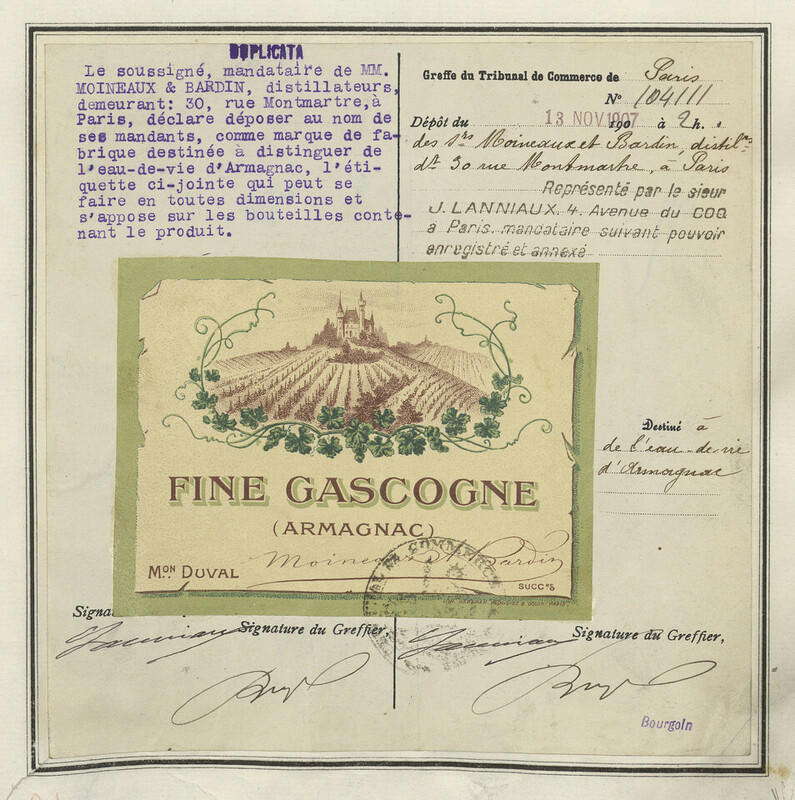 DUPLICATA
Le soussigné, mandataire de MM.
MOINEAUX & BARDIN, distillateurs,
demeurant: 30, rue Montmartre, à
Paris, déclare déposer au nom de
ses mandants, comme marque de fa-
brique destinée à distinguer de
l'eau-de-vie d'Armagnac, l'éti-
quette ci-jointe qui peut se
faire en toutes dimensions et
s'appose sur les bouteilles conte-
nant le produit.
Greffe du Tribunal de Commerce de Paris
N° 104111
Dépôt du 13 NOV 1907 190 à 2 h.
des Srs Moineaux et Bardin, distilrs
dt 30 rue Montmartre, à Paris
Représenté par le sieur
J. LANNIAUX. 4. Avenue du COQ
a Paris. mandataire suivant pouvoir
enregistré et annexé
Destiné à
de l'eau-de-vie
d'Armagnac
FINE GASCOGNE
(ARMAGNAC)
Mon DUVAL
Moineaux & Bardin
SUCCRS
COMMERCE
Signa
Signature du Greffier
Signature du Greffier,
Bourgoin